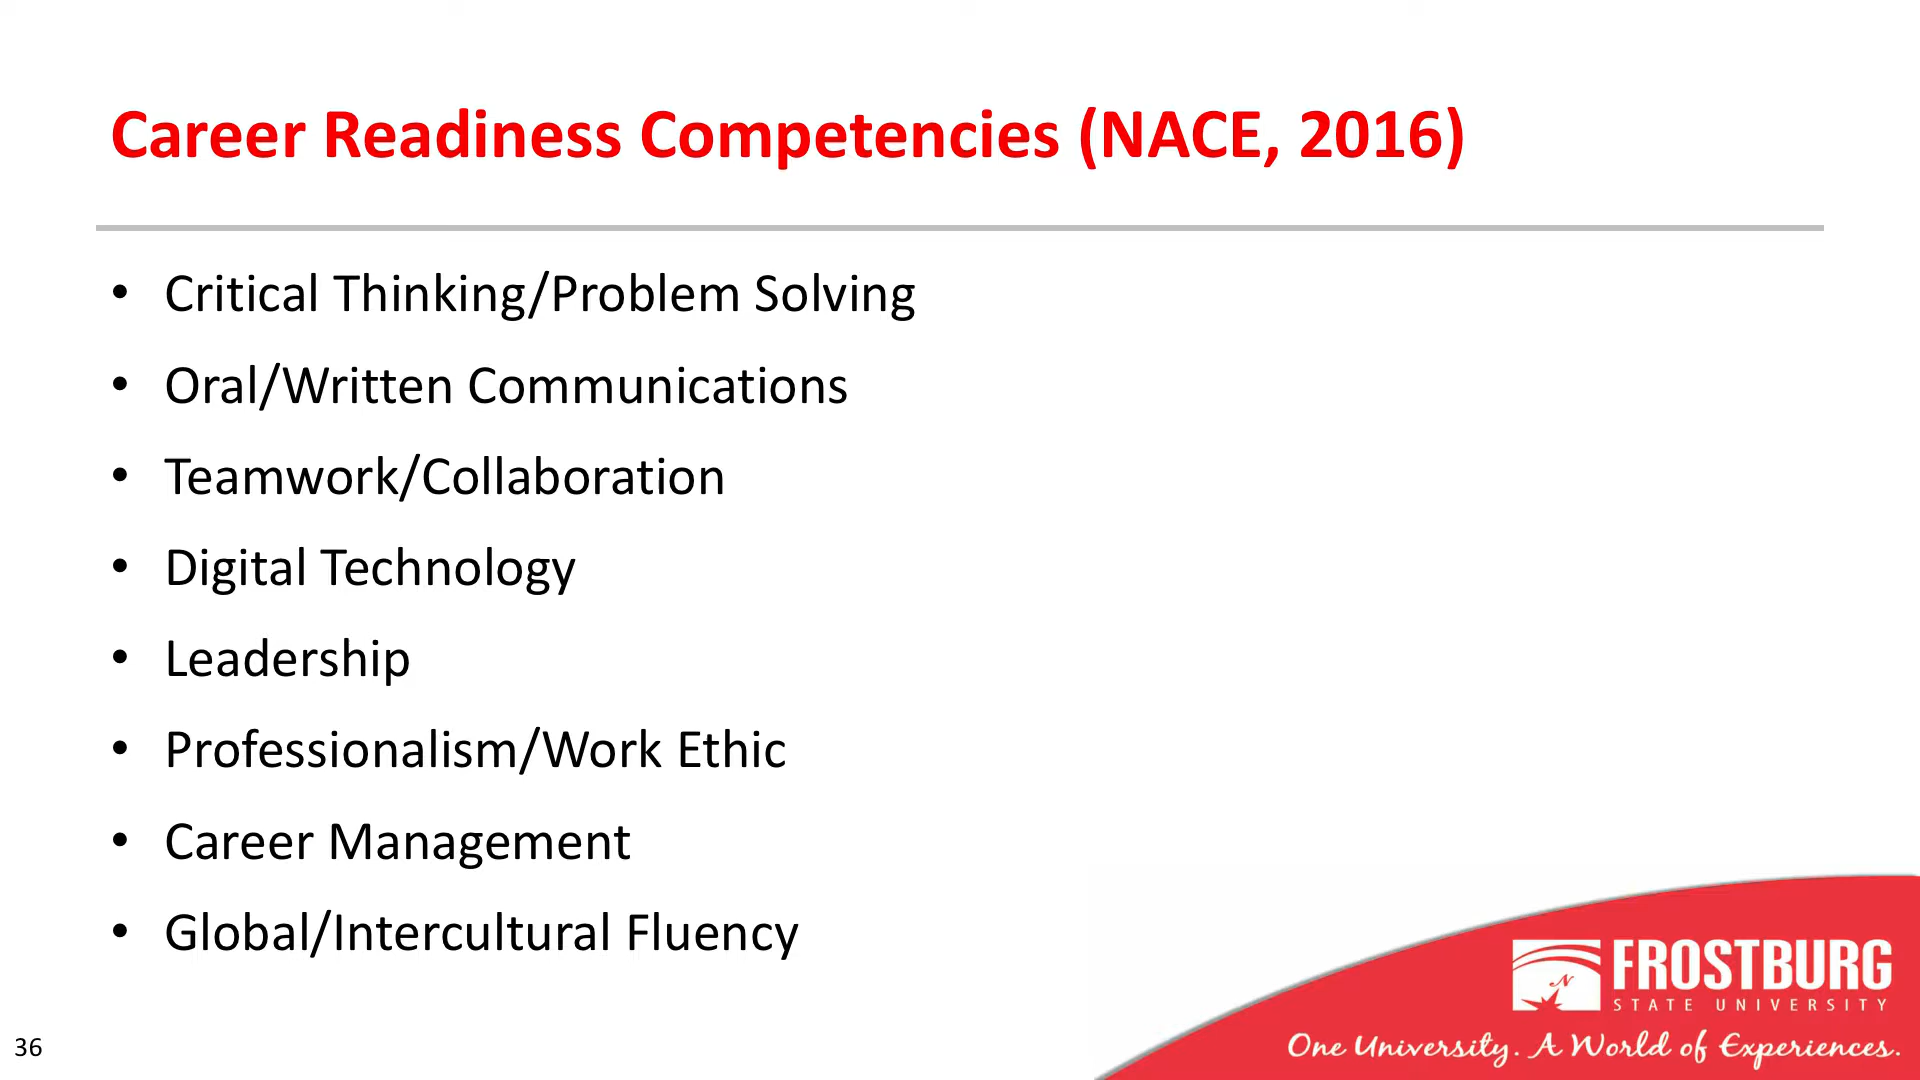 Career Readiness Competencies (NACE, 2016)
• Critical Thinking/Problem Solving
• Oral/Written Communications
• Teamwork/Collaboration
• Digital Technology
• Leadership
• Professionalism/Work Ethic
• Career Management
• Global/Intercultural Fluency
N
FROSTBURG
STATE UNIVERSITY
One University. A World of Experiences.
36